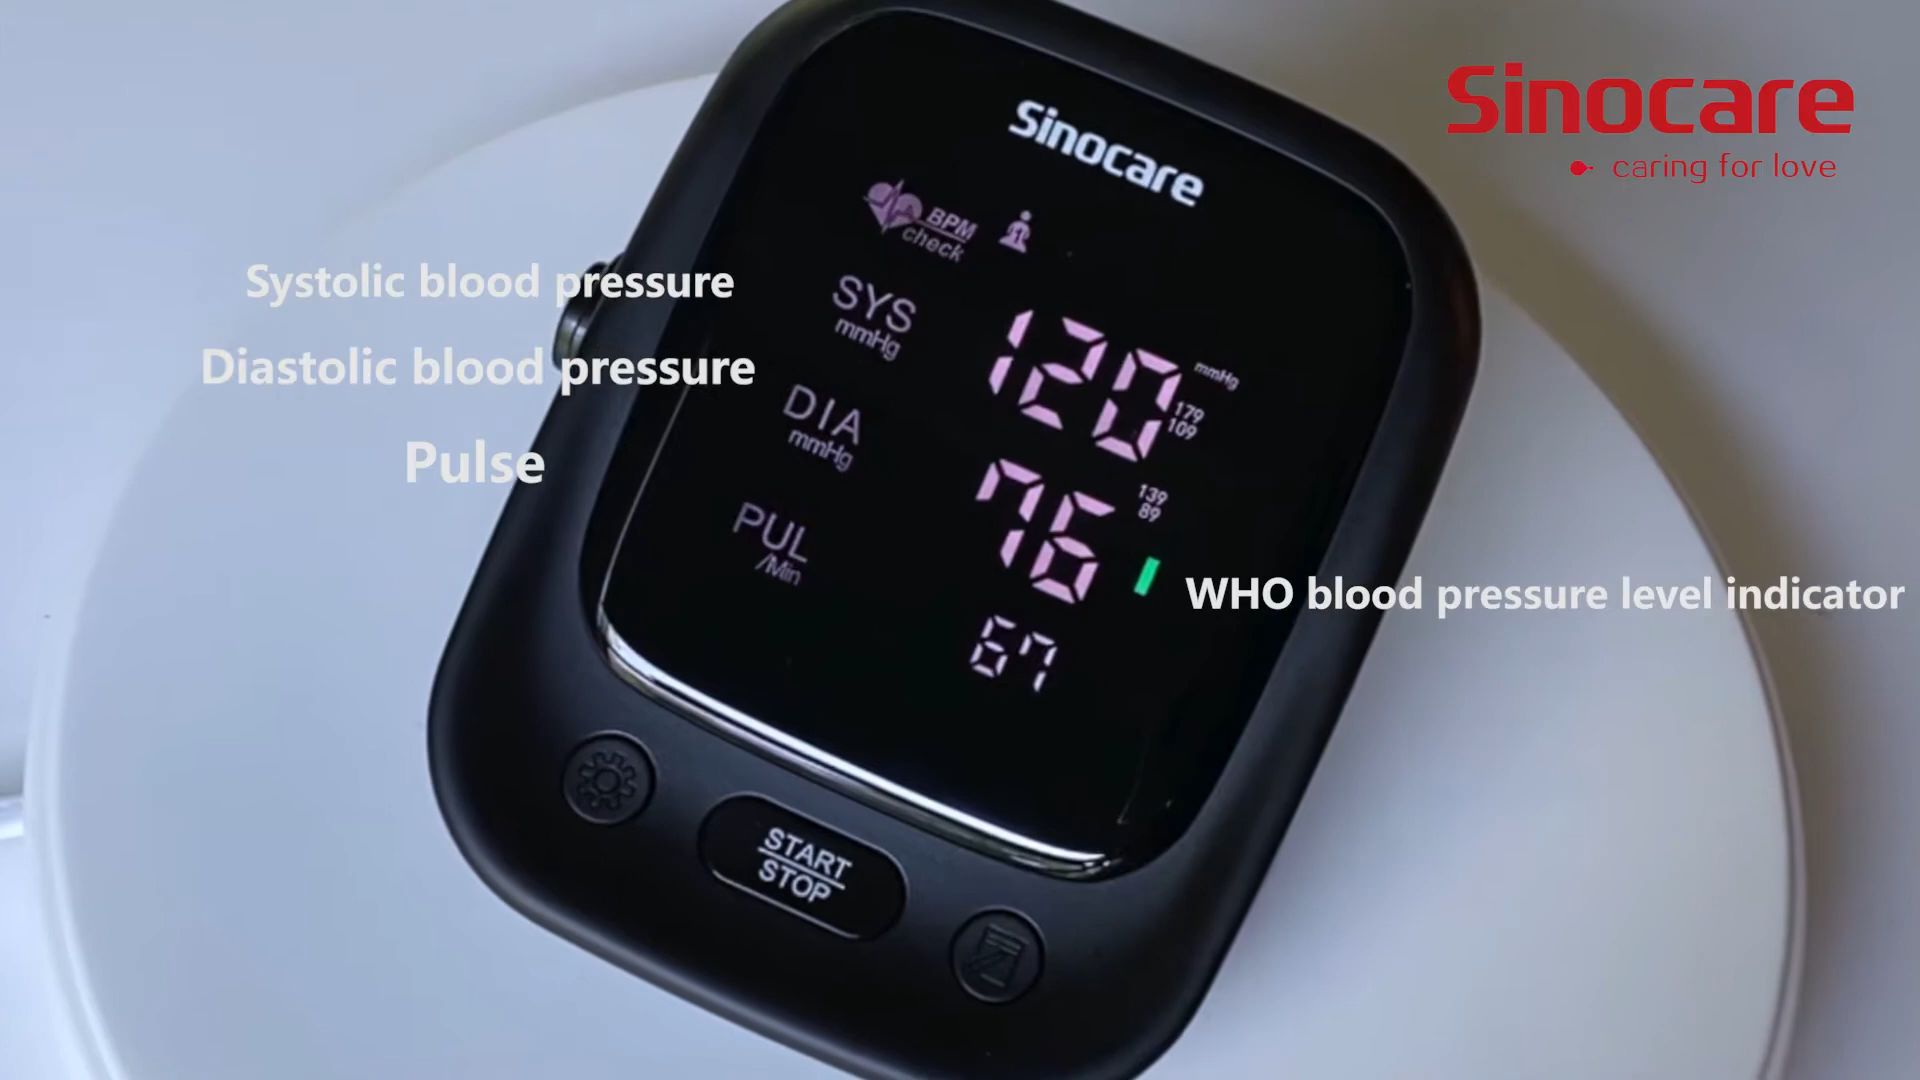 Sinocare
caring for love
Sinocare
BPM
check
1
Systolic blood pressure
SYS
mmHg
120
mmHg
179
109
Diastolic blood pressure
DIA
mmHg
76
139
89
Pulse
PUL
/Min
67
WHO blood pressure level indicator
START
STOP